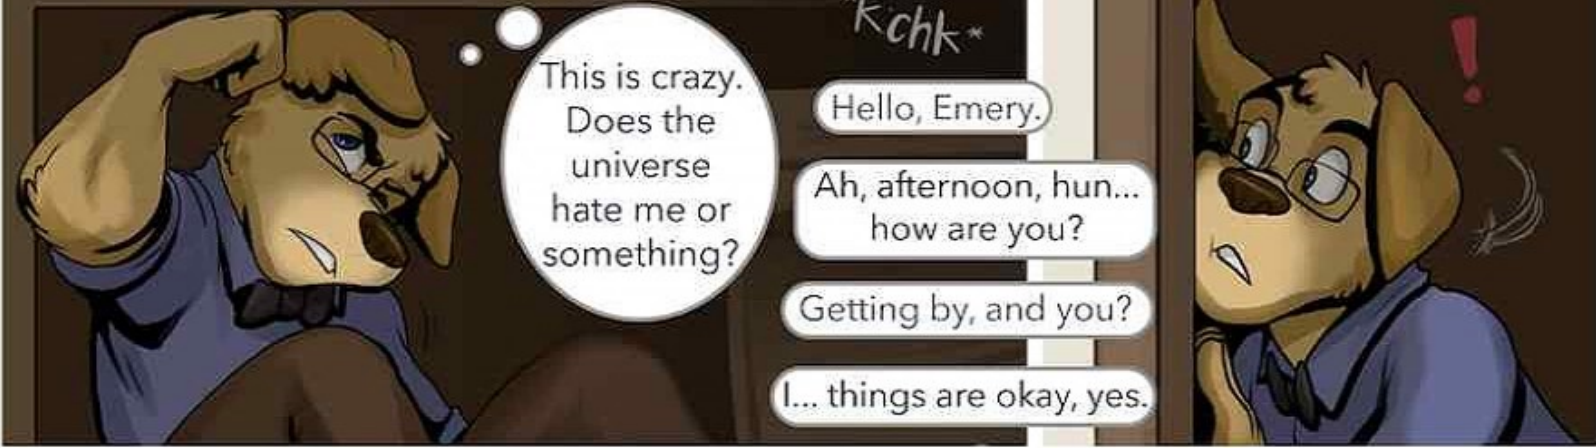 This is crazy.
Does the
universe
hate me or
something?
*K'chk*
Hello, Emery.
Ah, afternoon, hun...
how are you?
Getting by, and you?
I... things are okay, yes.
!